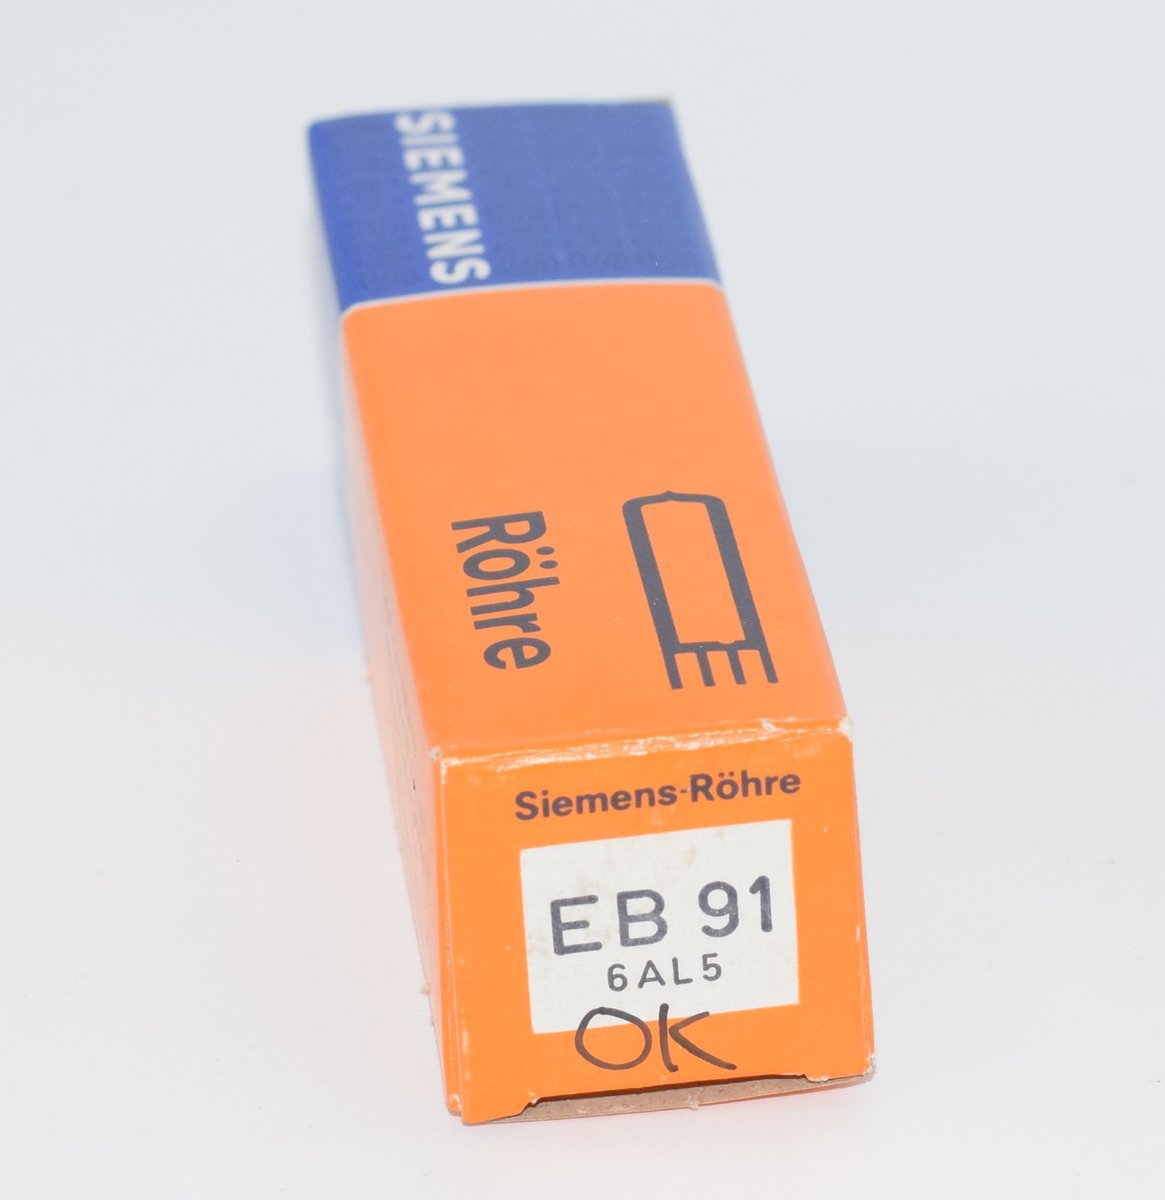 SIEMENS
Röhre
Siemens-Röhre
EB 91
6AL5
OK